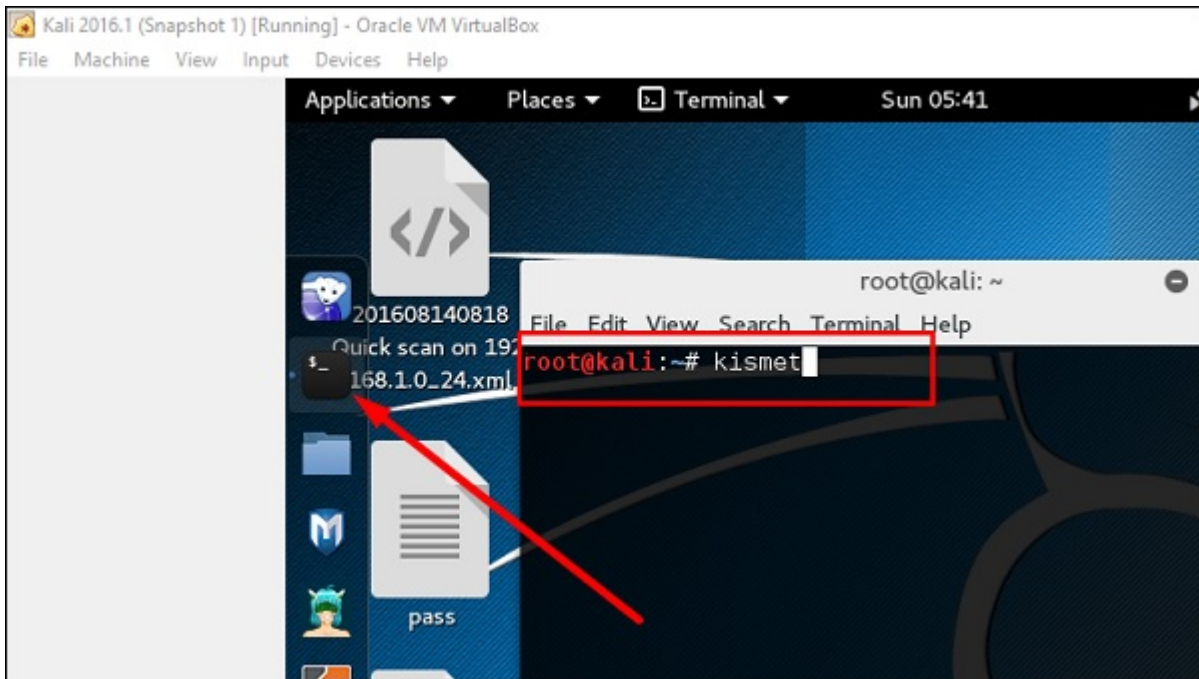 Kali 2016.1 (Snapshot 1) [Running] - Oracle VM VirtualBox
File Machine View Input Devices Help
Applications Places Terminal Sun 05:41
</>
root@kali: ~
File Edit View Search Terminal Help
201608140818
Quick scan on 192
168.1.0_24.xml
$_
root@kali:~# kismet
M
pass